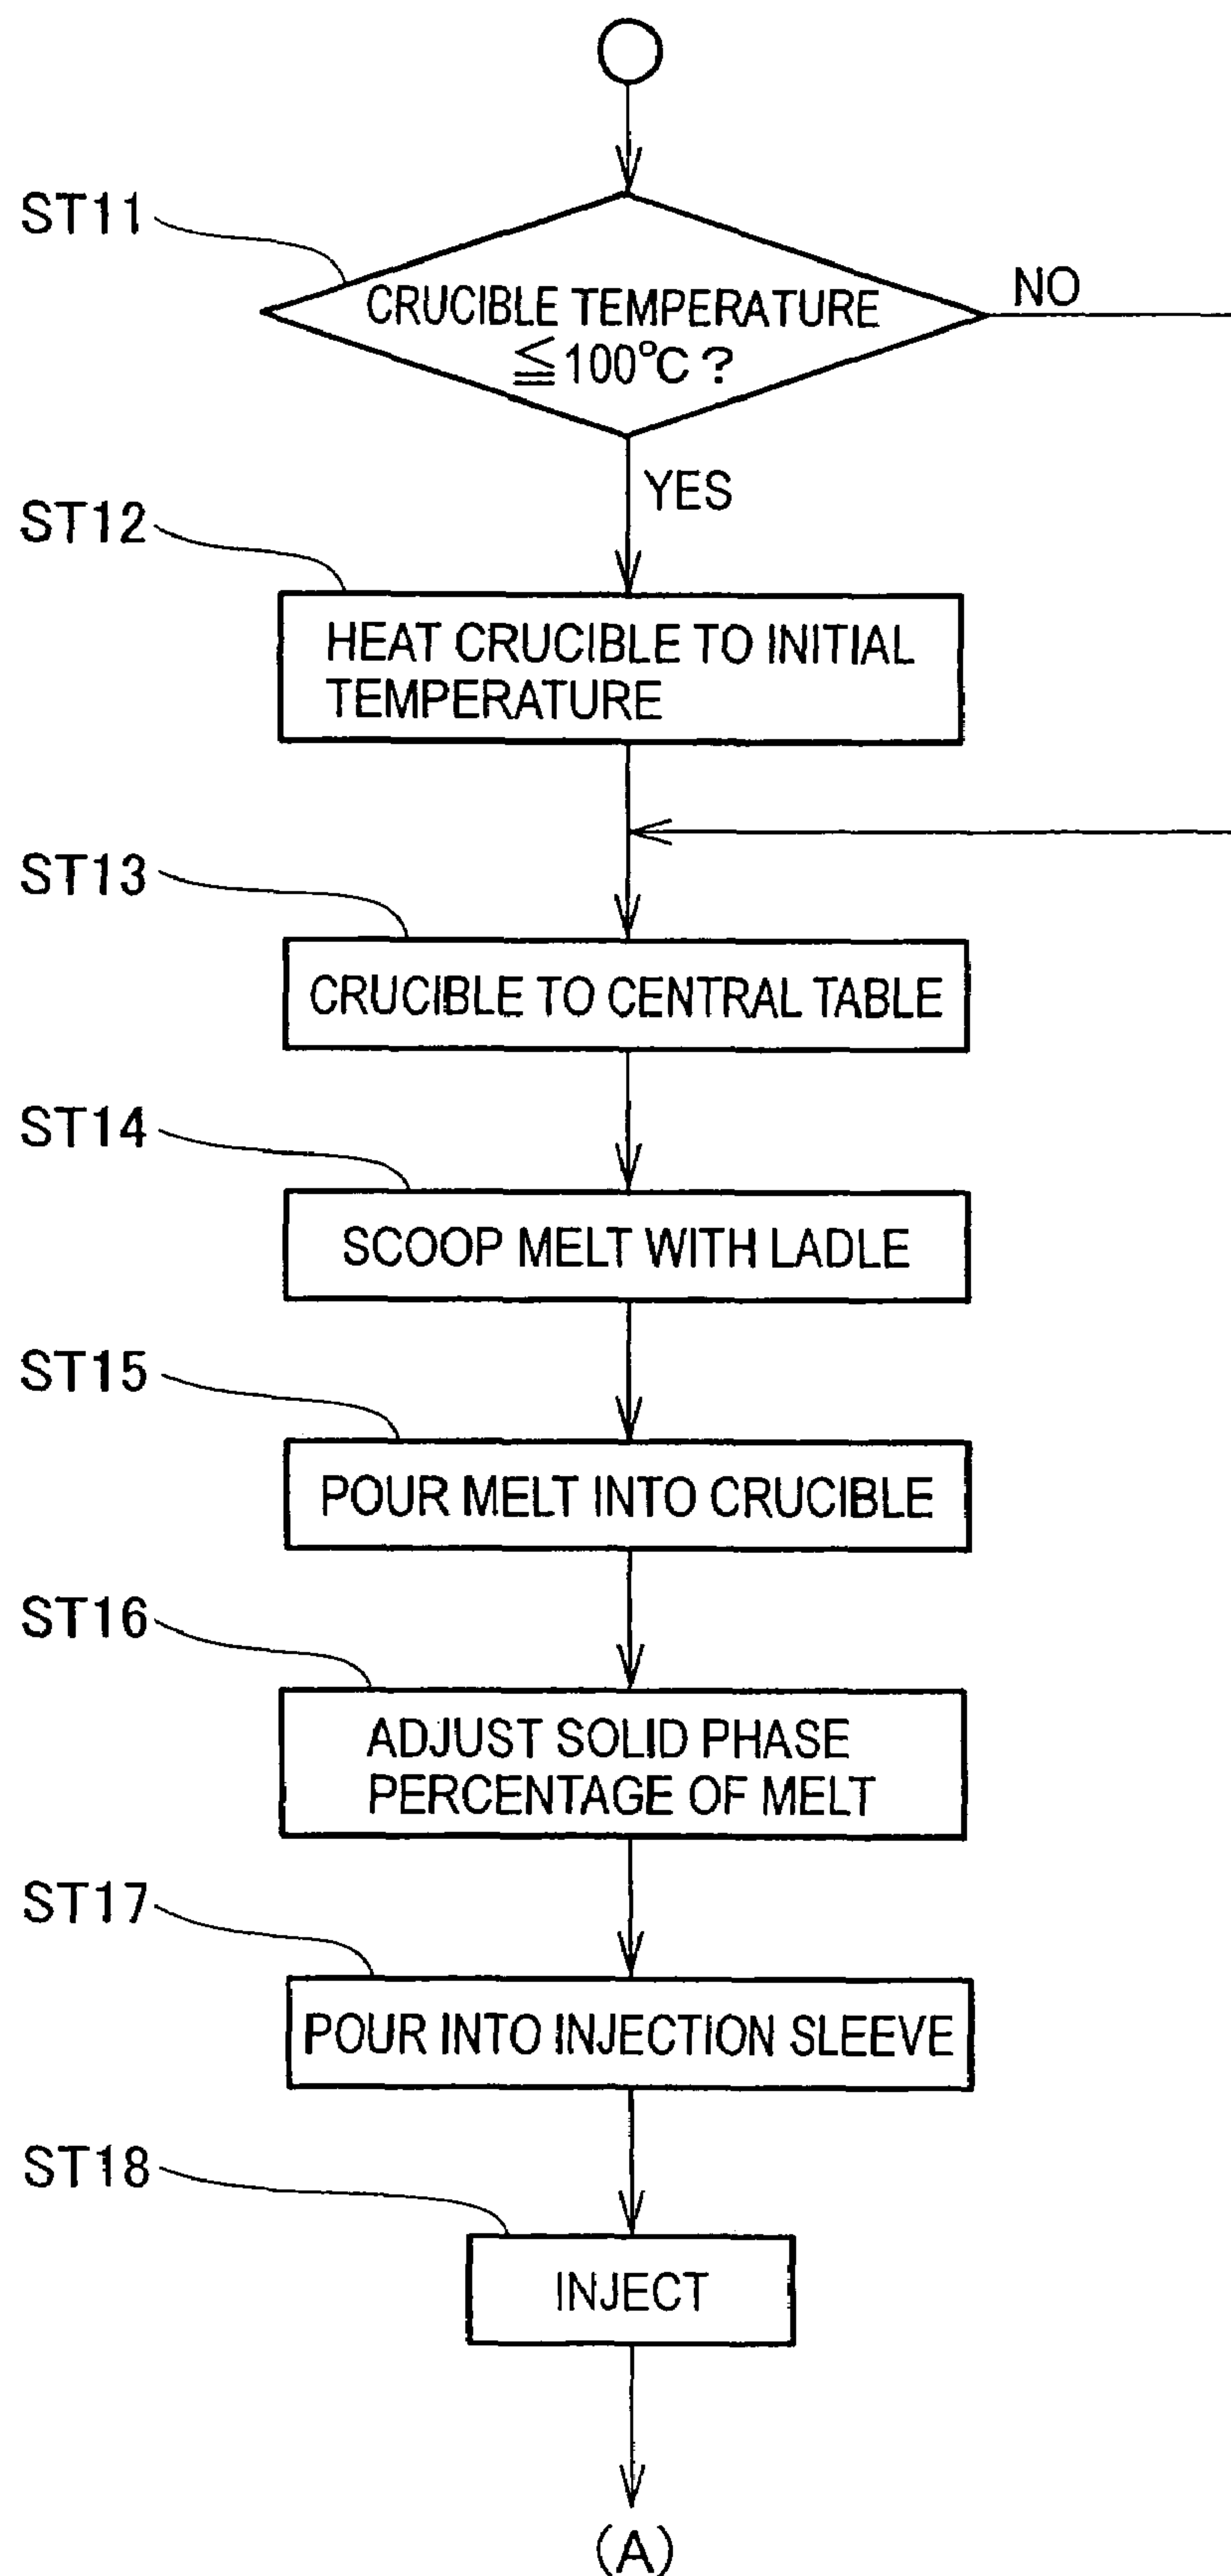 ST11
CRUCIBLE TEMPERATURE
≦100°C?
NO
YES
ST12
HEAT CRUCIBLE TO INITIAL
TEMPERATURE
ST13
CRUCIBLE TO CENTRAL TABLE
ST14
SCOOP MELT WITH LADLE
ST15
POUR MELT INTO CRUCIBLE
ST16
ADJUST SOLID PHASE
PERCENTAGE OF MELT
ST17
POUR INTO INJECTION SLEEVE
ST18
INJECT
(A)